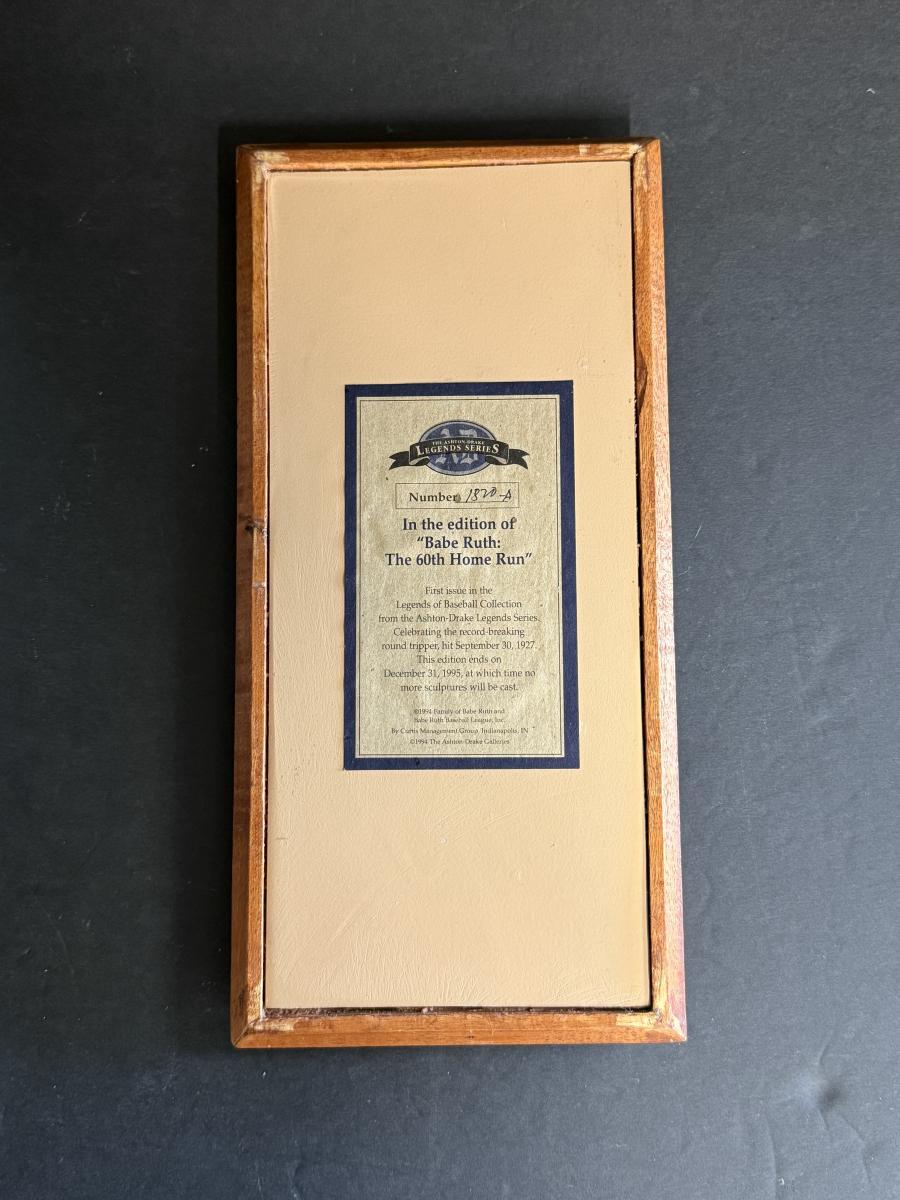 THE ASHTON-DRAKE
LEGENDS SERIES
Number 1820-A
In the edition of
“Babe Ruth:
The 60th Home Run”
First issue in the
Legends of Baseball Collection
from the Ashton-Drake Legends Series.
Celebrating the record-breaking
round tripper, hit September 30, 1927.
This edition ends on
December 31, 1995, at which time no
more sculptures will be cast.
©1994 Family of Babe Ruth and
Babe Ruth Baseball League, Inc.
By Curtis Management Group, Indianapolis, IN
©1994 The Ashton-Drake Galleries